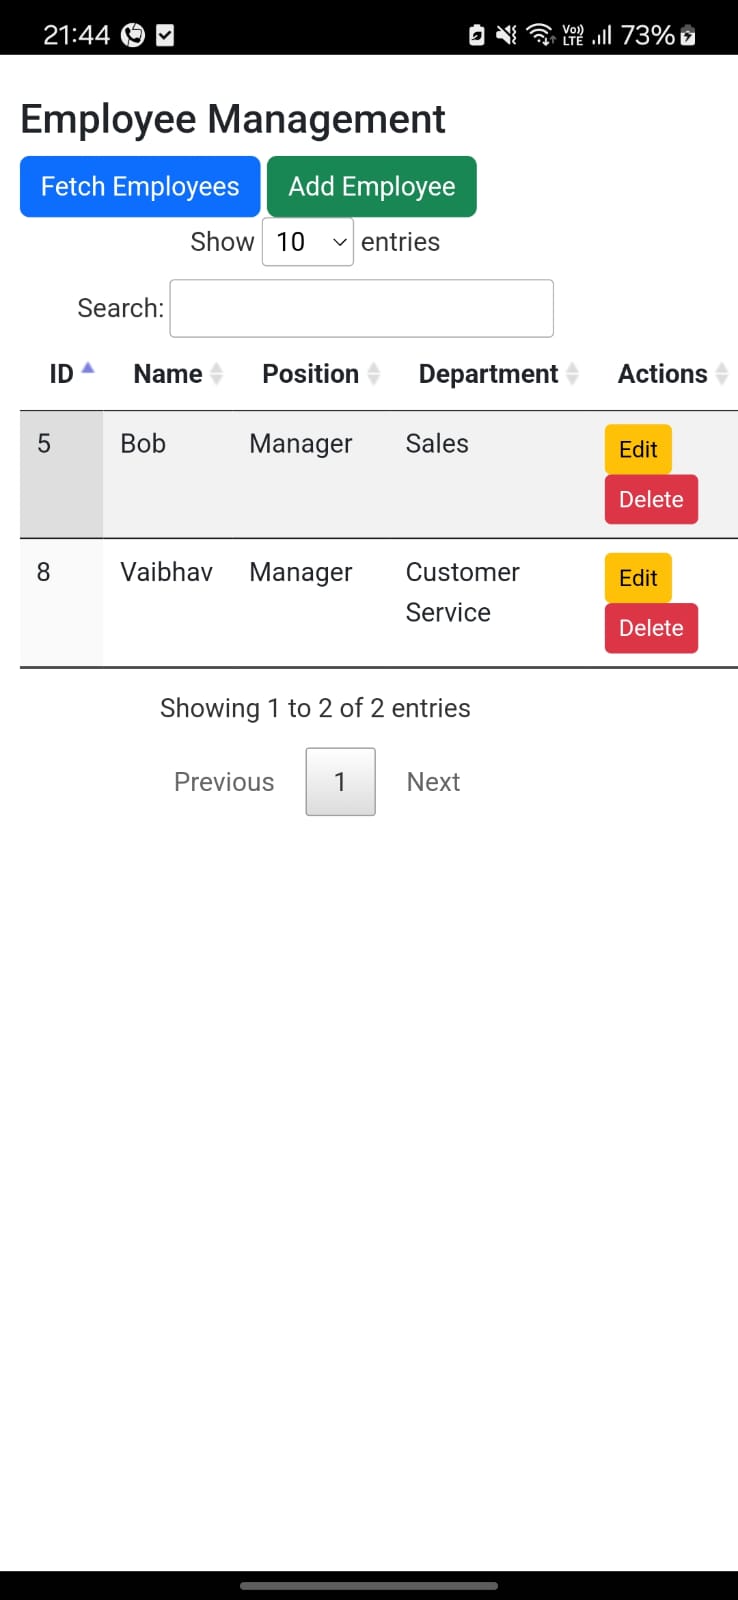 21:44 Vo)) LTE 73%
Employee Management
Fetch Employees Add Employee
Show 10 entries
Search:
ID Name Position Department Actions
5 Bob Manager Sales Edit
Delete
8 Vaibhav Manager Customer Edit
Service Delete
Showing 1 to 2 of 2 entries
Previous 1 Next